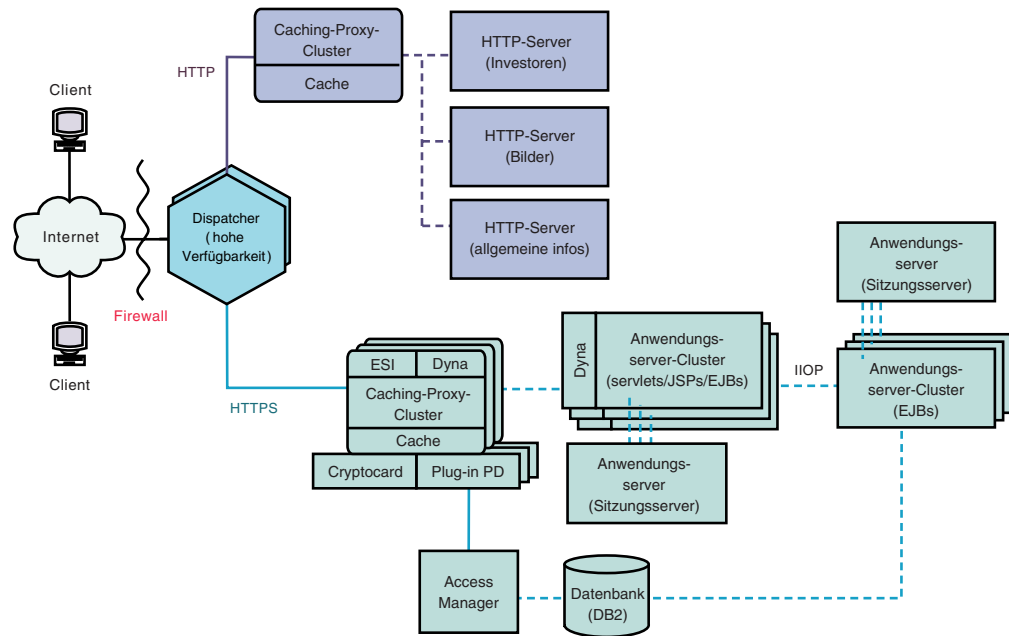 Client
Internet
Client
Firewall
Dispatcher
(hohe
Verfügbarkeit)
HTTP
Caching-Proxy-
Cluster
Cache
HTTP-Server
(Investoren)
HTTP-Server
(Bilder)
HTTP-Server
(allgemeine infos)
HTTPS
ESI
Dyna
Caching-Proxy-
Cluster
Cache
Cryptocard
Plug-in PD
Dyna
Anwendungs-
server-Cluster
(servlets/JSPs/EJBs)
Anwendungs-
server
(Sitzungsserver)
IIOP
Anwendungs-
server
(Sitzungsserver)
Anwendungs-
server-Cluster
(EJBs)
Access
Manager
Datenbank
(DB2)